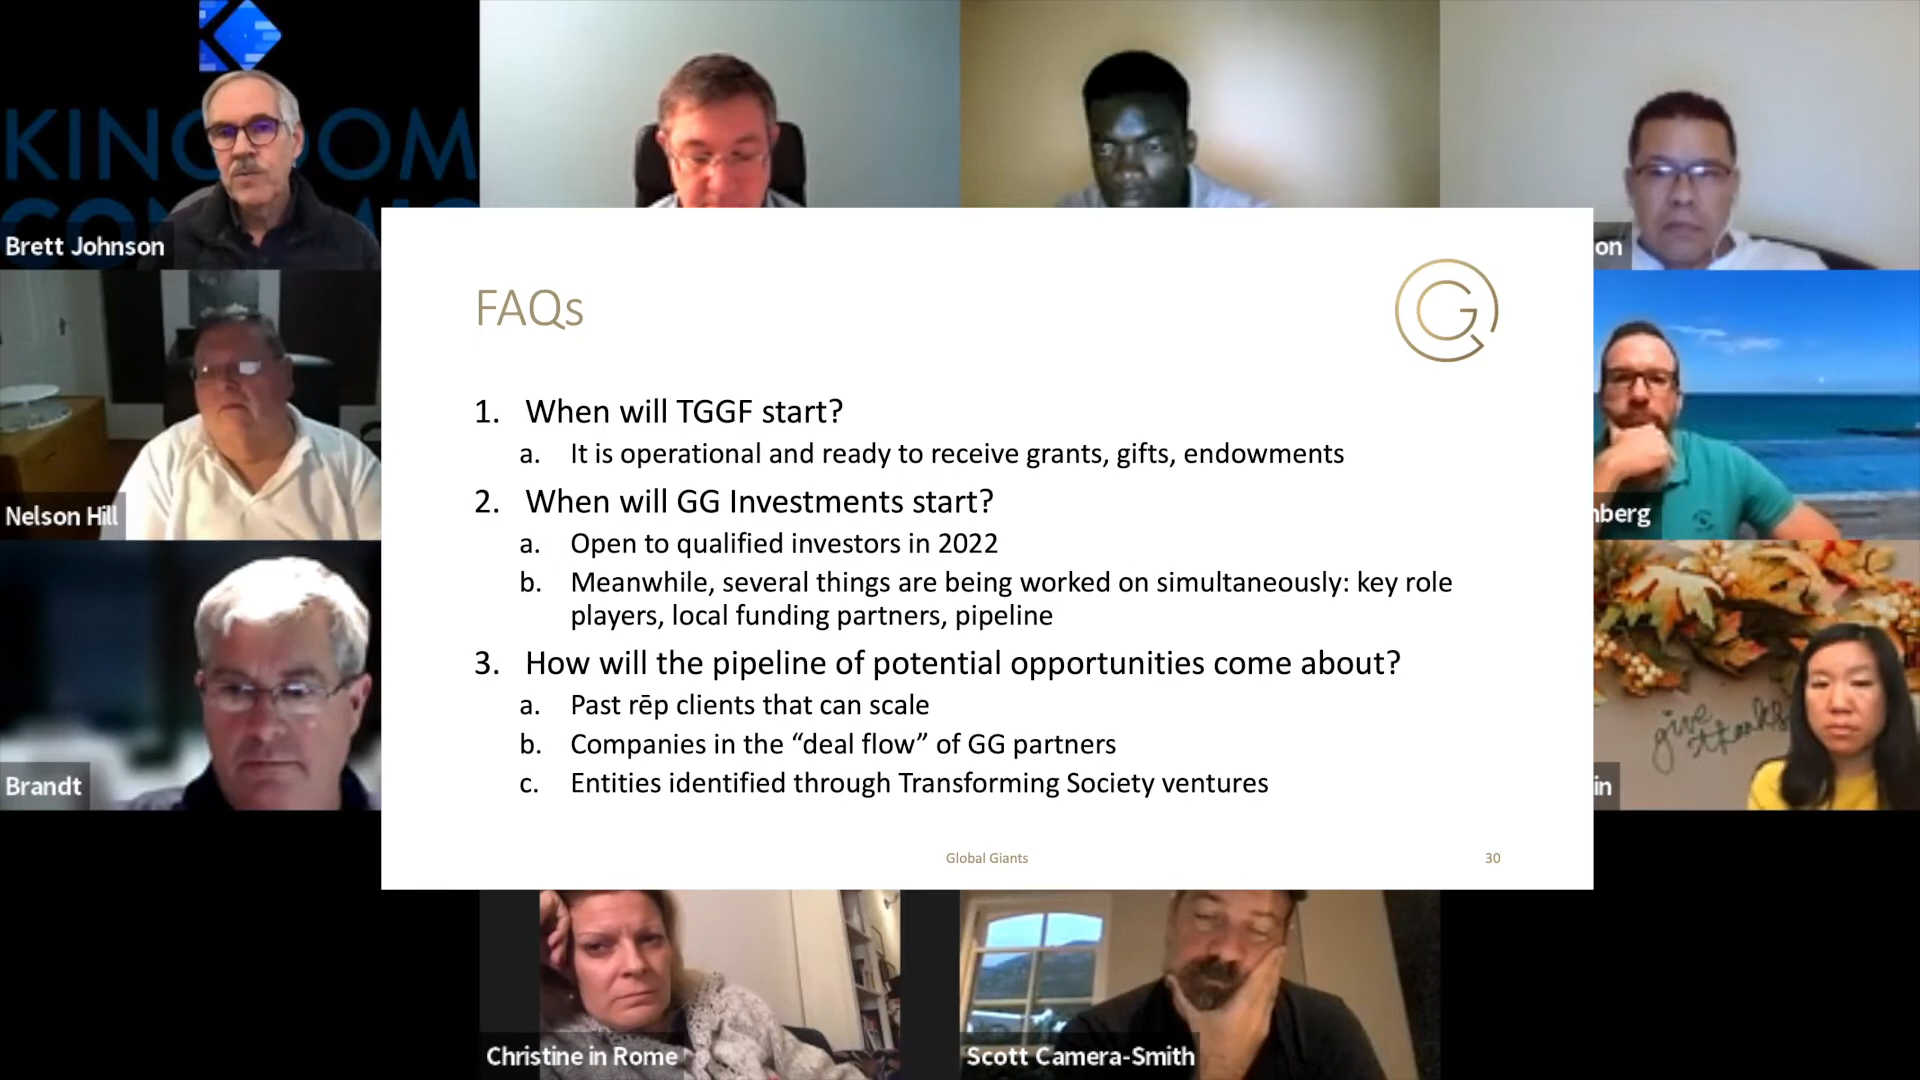 KINGDOM
Brett Johnson
on
Nelson Hill
nberg
Brandt
give
thanks
in
FAQs
G
1. When will TGGF start?
a. It is operational and ready to receive grants, gifts, endowments
2. When will GG Investments start?
a. Open to qualified investors in 2022
b. Meanwhile, several things are being worked on simultaneously: key role
players, local funding partners, pipeline
3. How will the pipeline of potential opportunities come about?
a. Past rēp clients that can scale
b. Companies in the “deal flow” of GG partners
c. Entities identified through Transforming Society ventures
Global Giants
30
Christine in Rome
Scott Camera-Smith